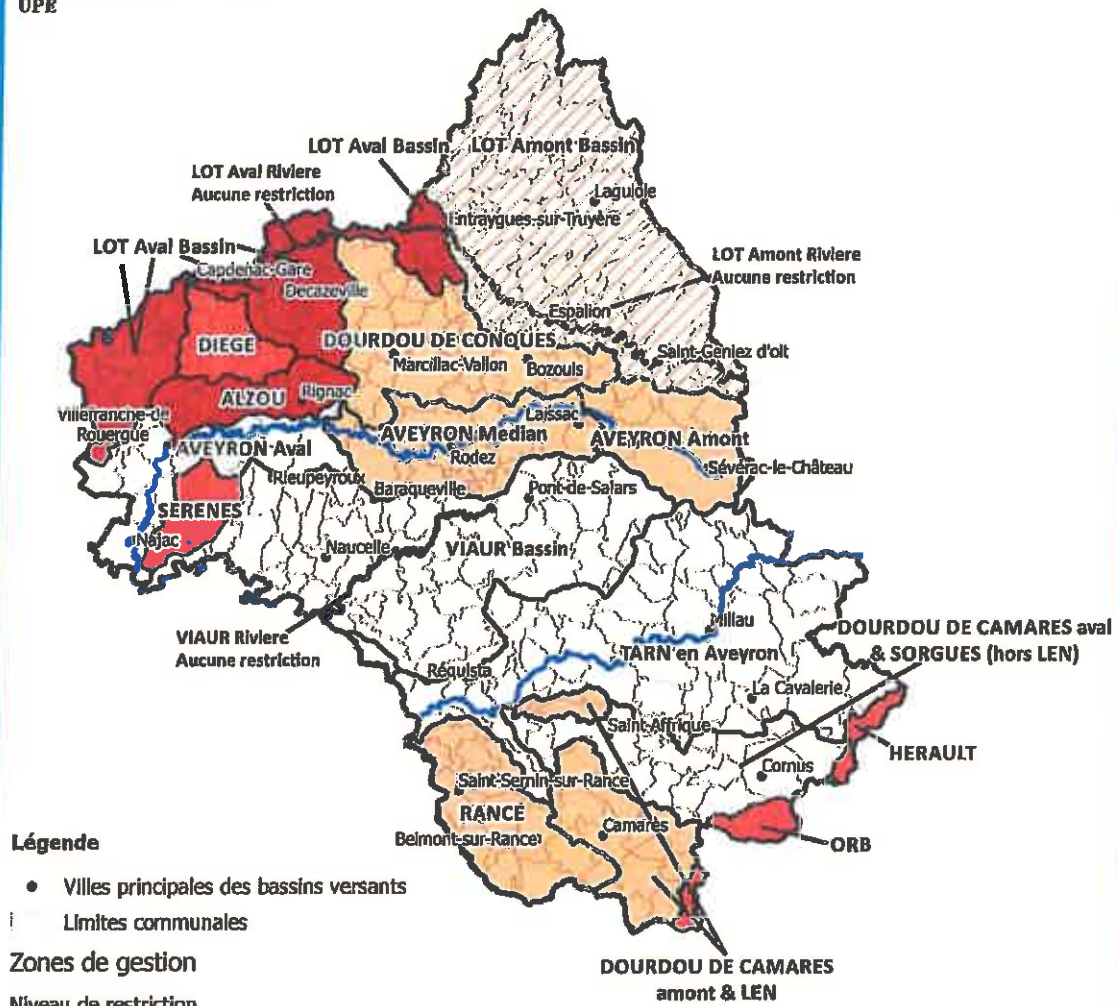 UPE
LOT Aval Bassin
LOT Amont Bassin
LOT Aval Riviere
Aucune restriction
Laguiole
Entraygues-sur-Truyère
LOT Aval Bassin
Capdenac-Gare
Decazeville
LOT Amont Riviere
Aucune restriction
Espalion
DIEGE
DOURDOU DE CONQUES
Saint-Geniez d'olt
Marcillac-Vallon
Bozouls
ALZOU
Rignac
Villefranche-de
Rouergue
Laissac
AVEYRON Aval
AVEYRON Médian
AVEYRON Amont
Rodez
Sévérac-le-Château
Rieupeyroux
Baraqueville
Pont-de-Salars
SERENES
Najac
Naucelle
VIAUR Bassin
VIAUR Riviere
Aucune restriction
Millau
DOURDOU DE CAMARES aval
& SORGUES (hors LEN)
TARN en Aveyron
Réquista
La Cavalerie
Saint-Affrique
HERAULT
Cornus
Saint-Sernin-sur-Rance
RANCE
Camarès
Belmont-sur-Rance
ORB
Légende
Villes principales des bassins versants
Limites communales
Zones de gestion
DOURDOU DE CAMARES
amont & LEN
Niveau de restriction